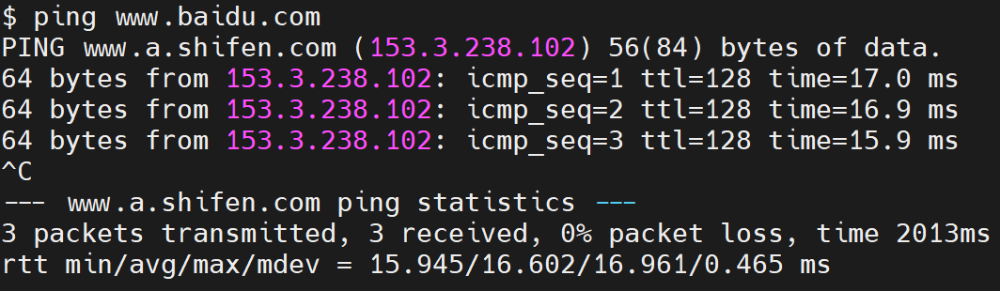 $ ping www.baidu.com
PING www.a.shifen.com (153.3.238.102) 56(84) bytes of data.
64 bytes from 153.3.238.102: icmp_seq=1 ttl=128 time=17.0 ms
64 bytes from 153.3.238.102: icmp_seq=2 ttl=128 time=16.9 ms
64 bytes from 153.3.238.102: icmp_seq=3 ttl=128 time=15.9 ms
^C
--- www.a.shifen.com ping statistics ---
3 packets transmitted, 3 received, 0% packet loss, time 2013ms
rtt min/avg/max/mdev = 15.945/16.602/16.961/0.465 ms